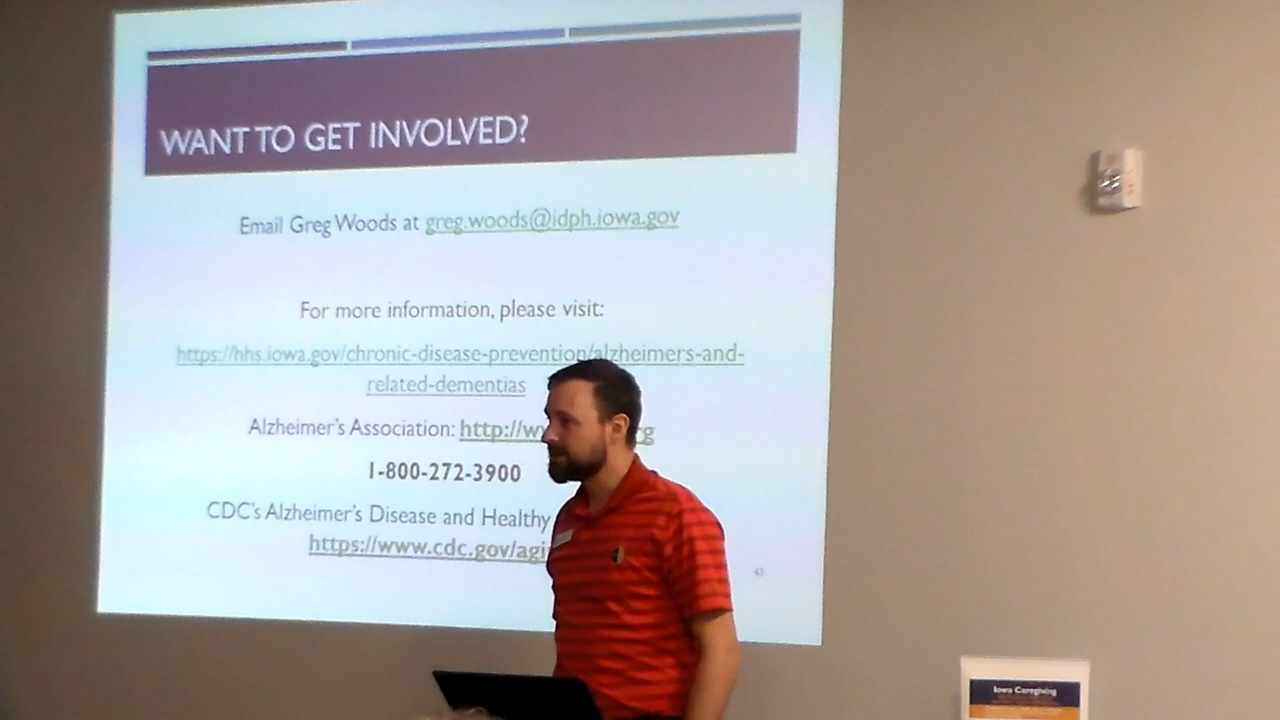 WANT TO GET INVOLVED?
Email Greg Woods at greg.woods@idph.iowa.gov
For more information, please visit:
https://hhs.iowa.gov/chronic-disease-prevention/alzheimers-and-
related-dementias
Alzheimer's Association: http://w rg
1-800-272-3900
CDC's Alzheimer's Disease and Healthy
https://www.cdc.gov/agi
43
Iowa Caregiving